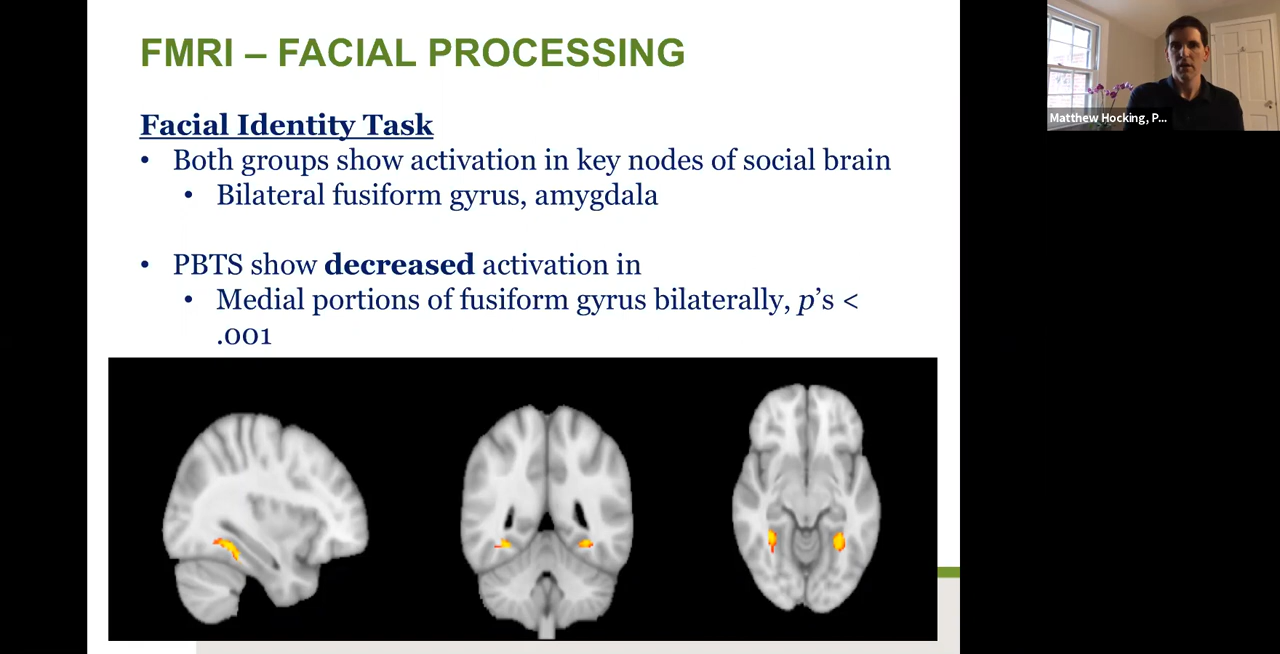 FMRI – FACIAL PROCESSING
Facial Identity Task
• Both groups show activation in key nodes of social brain
• Bilateral fusiform gyrus, amygdala
• PBTS show decreased activation in
• Medial portions of fusiform gyrus bilaterally, p’s <
.001
Matthew Hocking, P...